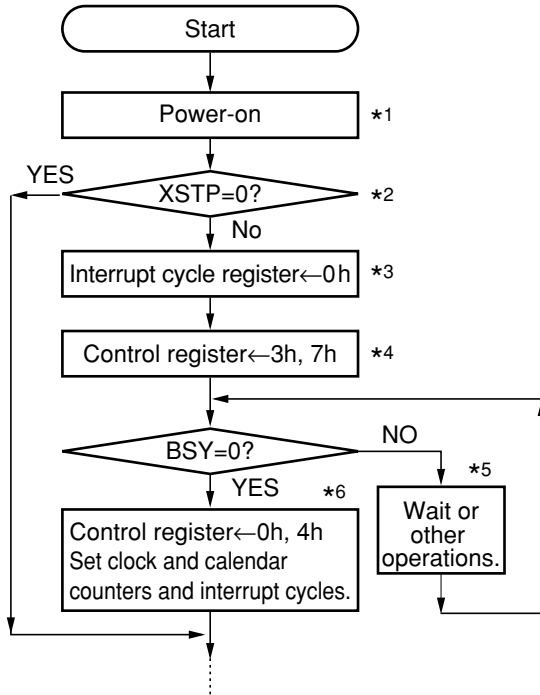 Start
Power-on
*1
YES
XSTP=0?
*2
No
Interrupt cycle register←0h
*3
Control register←3h, 7h
*4
BSY=0?
NO
YES
*6
*5
Control register←0h, 4h
Set clock and calendar
counters and interrupt cycles.
Wait or
other
operations.